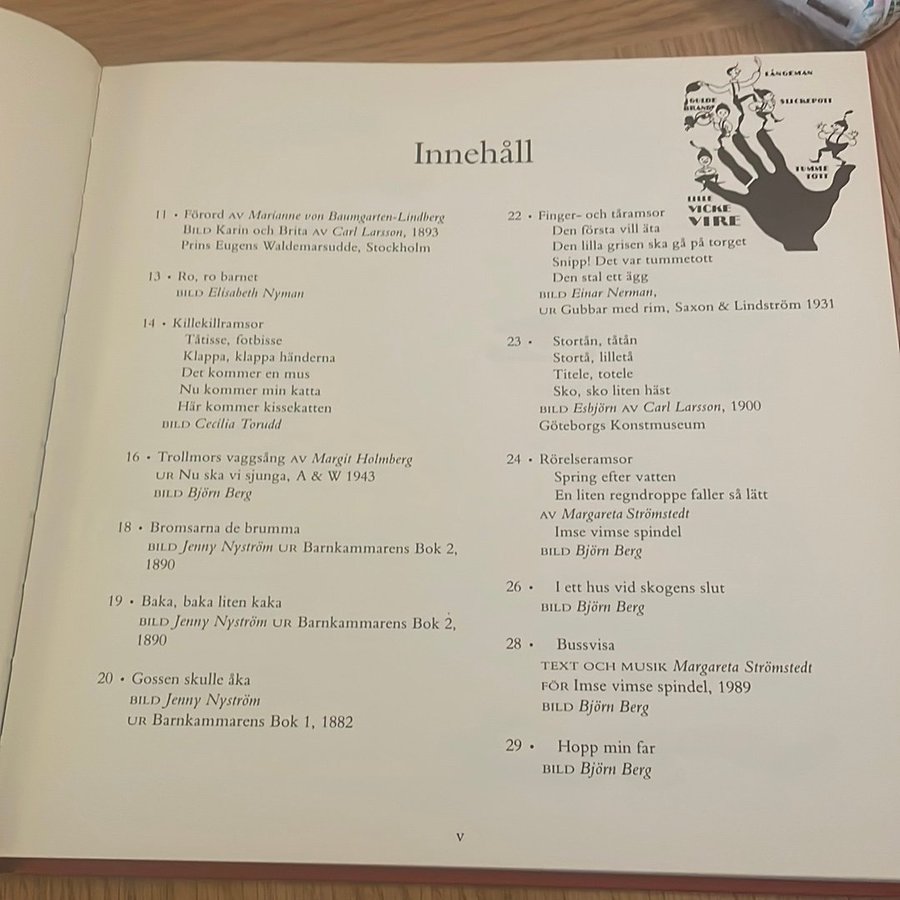 LÅNGEMAN
GULDE
BRAND
SLICKEPOTT
TUMME
TOTT
LILLE
VICKE
VIRE
Innehåll
11 • Förord AV Marianne von Baumgarten-Lindberg
BILD Karin och Brita AV Carl Larsson, 1893
Prins Eugens Waldemarsudde, Stockholm
13 • Ro, ro barnet
BILD Elisabeth Nyman
14 • Killekillramsor
Tåtisse, fotbisse
Klappa, klappa händerna
Det kommer en mus
Nu kommer min katta
Här kommer kissekatten
BILD Cecilia Torudd
16 • Trollmors vaggsång AV Margit Holmberg
UR Nu ska vi sjunga, A & W 1943
BILD Björn Berg
18 • Bromsarna de brumma
BILD Jenny Nyström UR Barnkammarens Bok 2,
1890
19 • Baka, baka liten kaka
BILD Jenny Nyström UR Barnkammarens Bok 2,
1890
20 • Gossen skulle åka
BILD Jenny Nyström
UR Barnkammarens Bok 1, 1882
22 • Finger- och tåramsor
Den första vill äta
Den lilla grisen ska gå på torget
Snipp! Det var tummetott
Den stal ett ägg
BILD Einar Nerman,
UR Gubbar med rim, Saxon & Lindström 1931
23 • Stortån, tåtån
Stortå, lilletå
Titele, totele
Sko, sko liten häst
BILD Esbjörn AV Carl Larsson, 1900
Göteborgs Konstmuseum
24 • Rörelseramsor
Spring efter vatten
En liten regndroppe faller så lätt
AV Margareta Strömstedt
Imse vimse spindel
BILD Björn Berg
26 • I ett hus vid skogens slut
BILD Björn Berg
28 • Bussvisa
TEXT OCH MUSIK Margareta Strömstedt
FÖR Imse vimse spindel, 1989
BILD Björn Berg
29 • Hopp min far
BILD Björn Berg
v